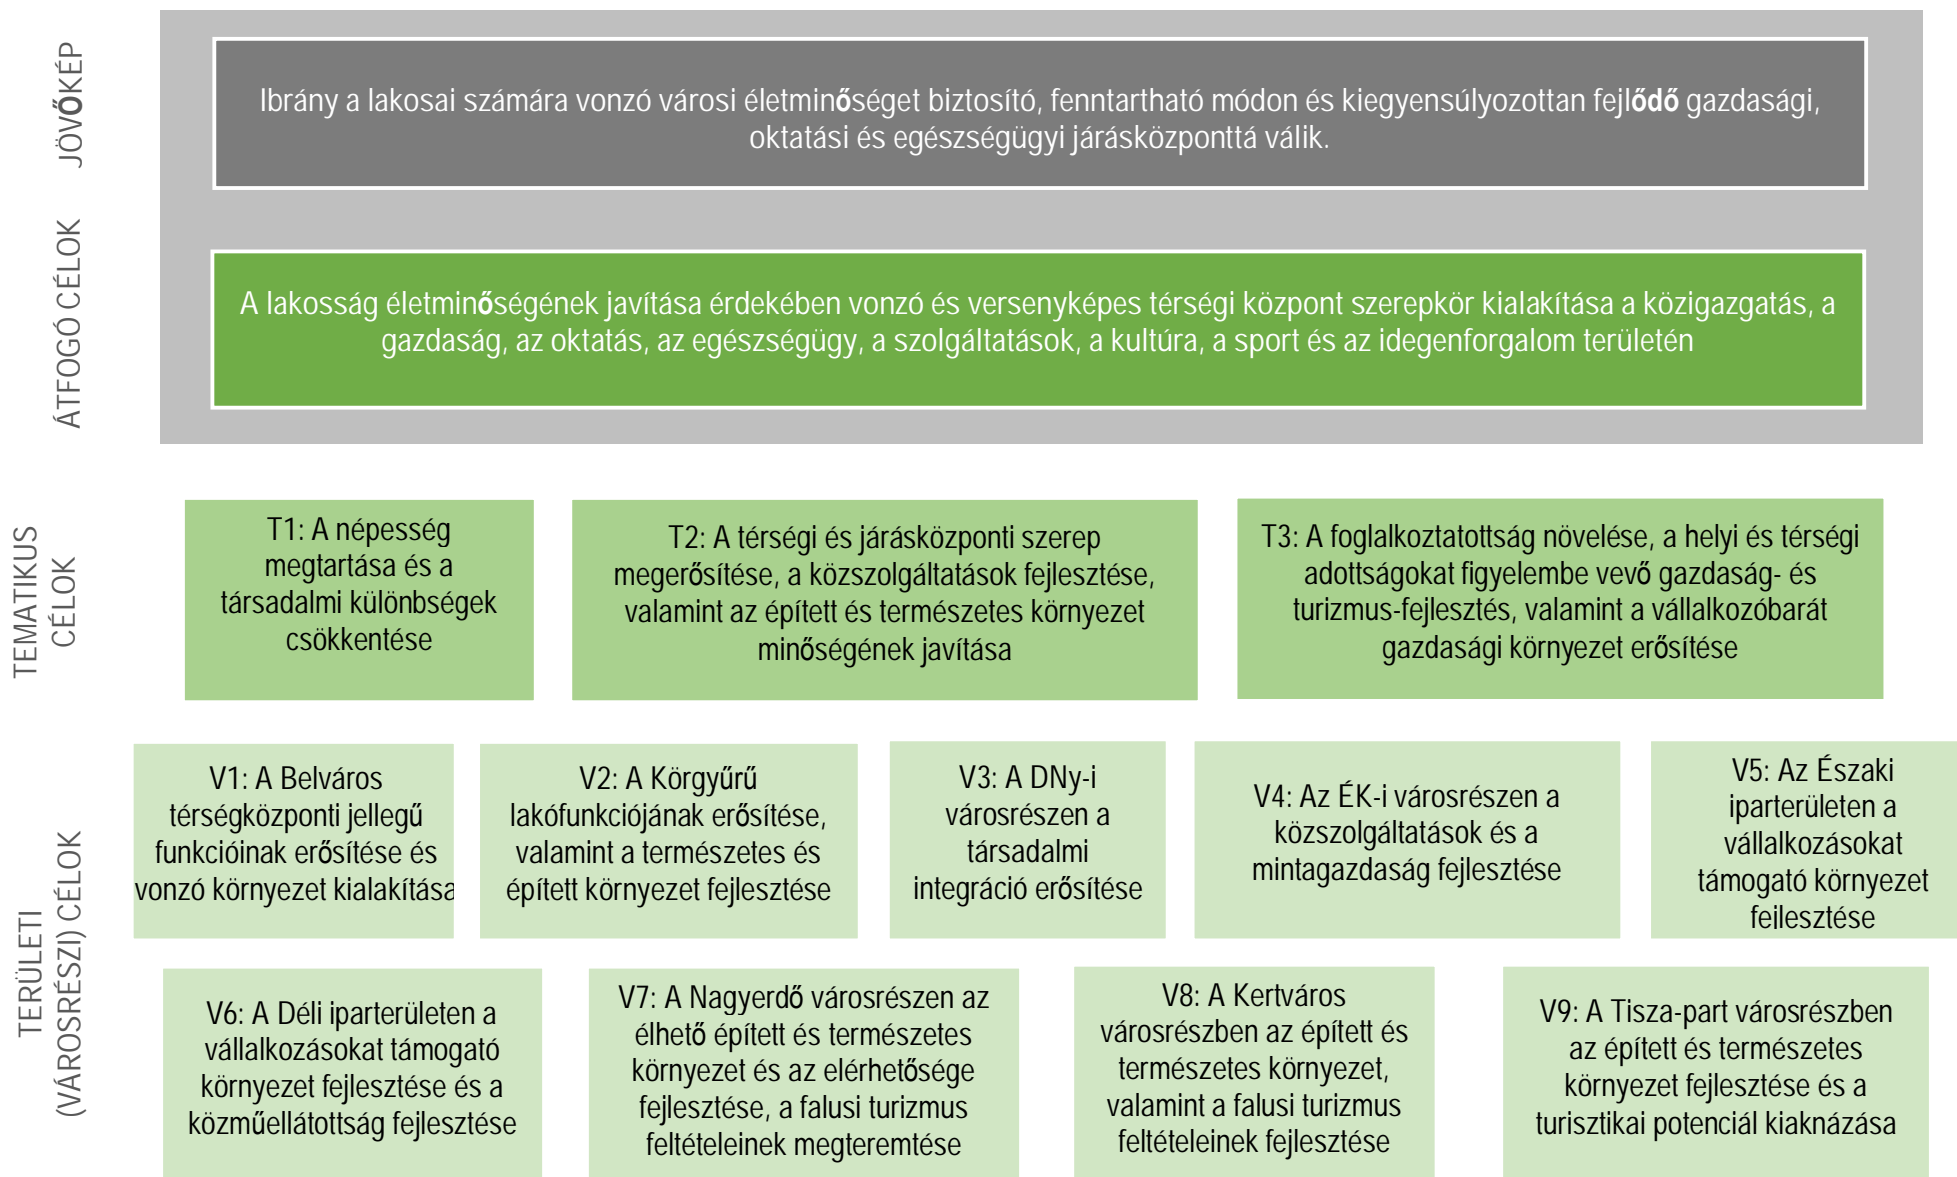 JÖVŐKÉP
Ibrány a lakosai számára vonzó városi életminőséget biztosító, fenntartható módon és kiegyensúlyozottan fejlődő gazdasági,
oktatási és egészségügyi járásközponttá válik.
ÁTFOGÓ CÉLOK
A lakosság életminőségének javítása érdekében vonzó és versenyképes térségi központ szerepkör kialakítása a közigazgatás, a
gazdaság, az oktatás, az egészségügy, a szolgáltatások, a kultúra, a sport és az idegenforgalom területén
TEMATIKUS
CÉLOK
T1: A népesség
megtartása és a
társadalmi különbségek
csökkentése
T2: A térségi és járásközponti szerep
megerősítése, a közszolgáltatások fejlesztése,
valamint az épített és természetes környezet
minőségének javítása
T3: A foglalkoztatottság növelése, a helyi és térségi
adottságokat figyelembe vevő gazdaság- és
turizmus-fejlesztés, valamint a vállalkozóbarát
gazdasági környezet erősítése
TERÜLETI
(VÁROSRÉSZI) CÉLOK
V1: A Belváros
térségközponti jellegű
funkcióinak erősítése és
vonzó környezet kialakítása
V2: A Körgyűrű
lakófunkciójának erősítése,
valamint a természetes és
épített környezet fejlesztése
V3: A DNy-i
városrészen a
társadalmi
integráció erősítése
V4: Az ÉK-i városrészen a
közszolgáltatások és a
mintagazdaság fejlesztése
V5: Az Északi
iparterületen a
vállalkozásokat
támogató környezet
fejlesztése
V6: A Déli iparterületen a
vállalkozásokat támogató
környezet fejlesztése és a
közműellátottság fejlesztése
V7: A Nagyerdő városrészen az
élhető épített és természetes
környezet és az elérhetősége
fejlesztése, a falusi turizmus
feltételeinek megteremtése
V8: A Kertváros
városrészben az épített és
természetes környezet,
valamint a falusi turizmus
feltételeinek fejlesztése
V9: A Tisza-part városrészben
az épített és természetes
környezet fejlesztése és a
turisztikai potenciál kiaknázása